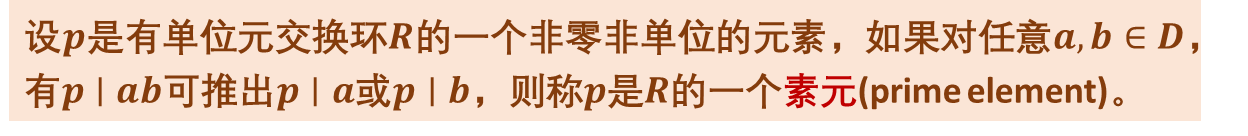 设p是有单位元交换环R的一个非零非单位的元素，如果对任意a, b ∈ D，
有p | ab可推出p | a或p | b，则称p是R的一个素元(prime element)。